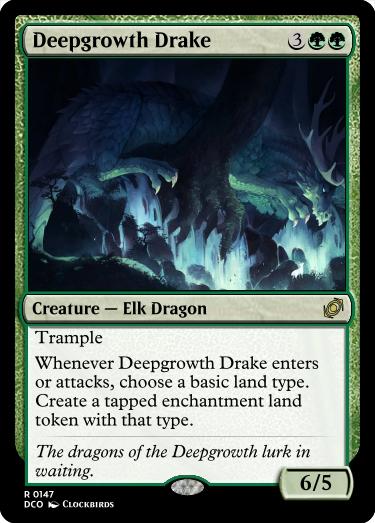 Deepgrowth Drake 3
Creature — Elk Dragon
Trample
Whenever Deepgrowth Drake enters
or attacks, choose a basic land type.
Create a tapped enchantment land
token with that type.
The dragons of the Deepgrowth lurk in
waiting.
6/5
R 0147
DCO Clockbirds